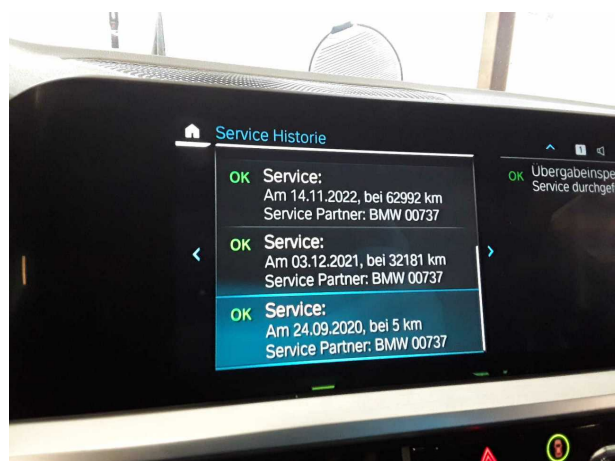 Service Historie
OK Service:
Am 14.11.2022, bei 62992 km
Service Partner: BMW 00737
OK Service:
Am 03.12.2021, bei 32181 km
Service Partner: BMW 00737
OK Service:
Am 24.09.2020, bei 5 km
Service Partner: BMW 00737
1
OK Übergabeinspe
Service durchgef